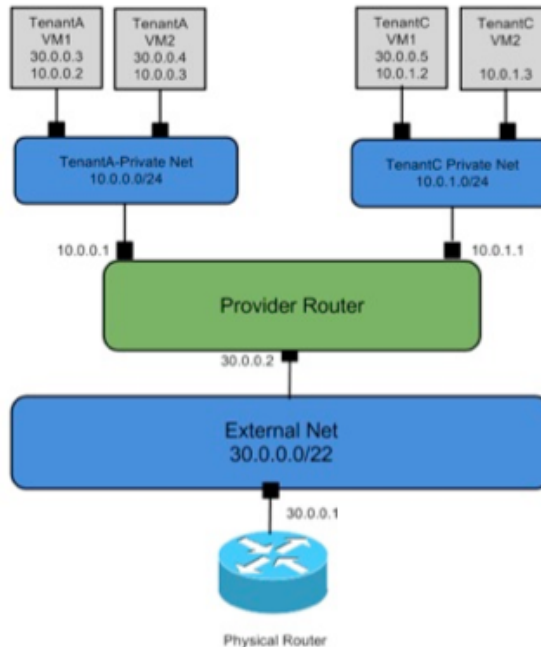 TenantA
VM1
30.0.0.3
10.0.0.2
TenantA
VM2
30.0.0.4
10.0.0.3
TenantC
VM1
30.0.0.5
10.0.1.2
TenantC
VM2
10.0.1.3
TenantA-Private Net
10.0.0.0/24
TenantC Private Net
10.0.1.0/24
10.0.0.1
10.0.1.1
Provider Router
30.0.0.2
External Net
30.0.0.0/22
30.0.0.1
Physical Router